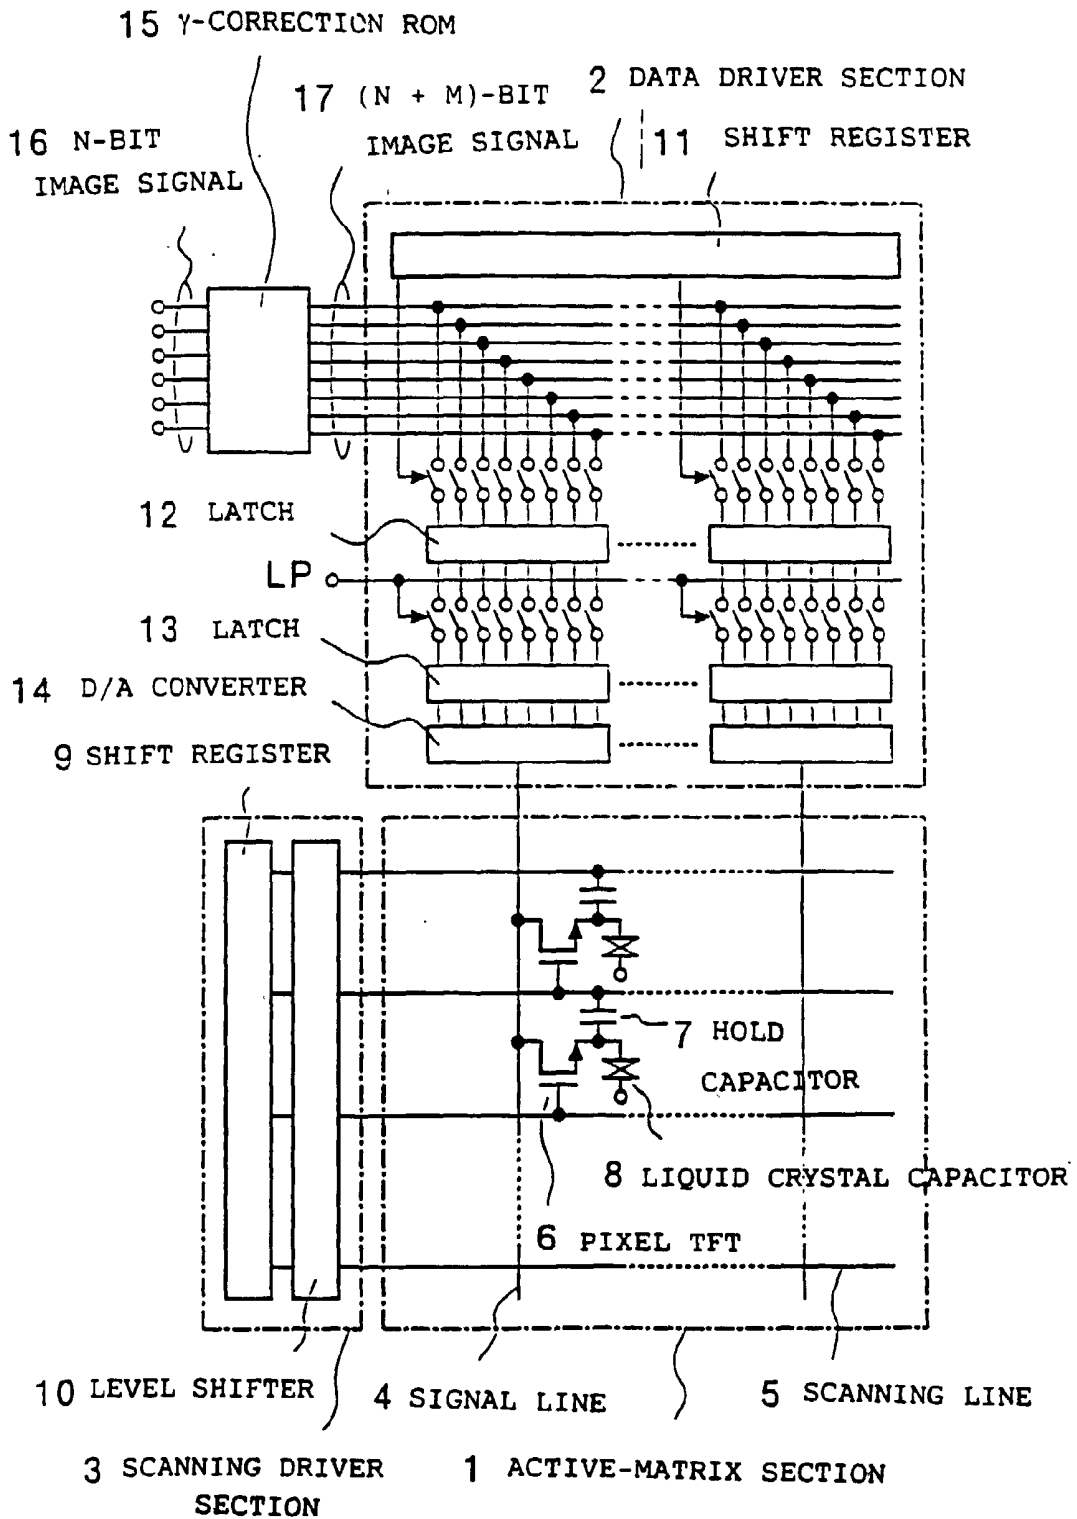 15 γ-CORRECTION ROM
17 (N + M)-BIT
IMAGE SIGNAL
2 DATA DRIVER SECTION
16 N-BIT
IMAGE SIGNAL
11 SHIFT REGISTER
12 LATCH
LP
13 LATCH
14 D/A CONVERTER
9 SHIFT REGISTER
7 HOLD
CAPACITOR
8 LIQUID CRYSTAL CAPACITOR
6 PIXEL TFT
10 LEVEL SHIFTER
4 SIGNAL LINE
5 SCANNING LINE
3 SCANNING DRIVER
SECTION
1 ACTIVE-MATRIX SECTION